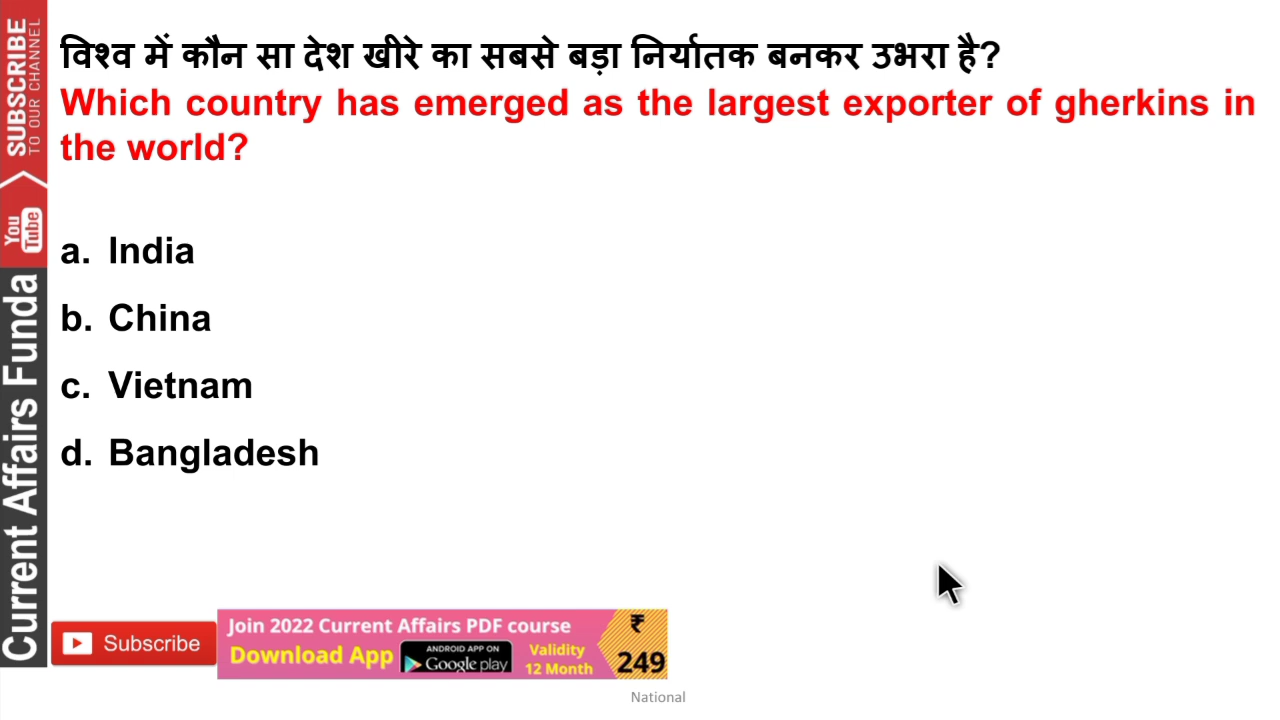 विश्व में कौन सा देश खीरे का सबसे बड़ा निर्यातक बनकर उभरा है?
Which country has emerged as the largest exporter of gherkins in
the world?
a. India
b. China
c. Vietnam
d. Bangladesh
SUBSCRIBE
TO OUR CHANNEL
You
Tube
Current Affairs Funda
Subscribe
Join 2022 Current Affairs PDF course
Download App
ANDROID APP ON
Google play
Validity
12 Month
₹
249
National